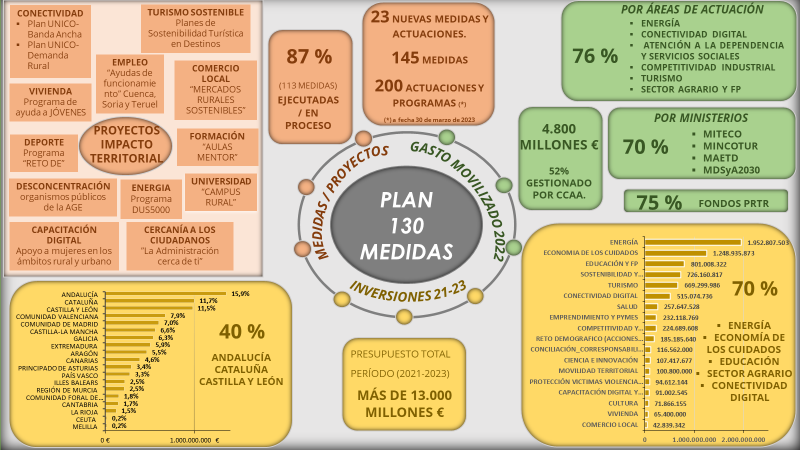 CONECTIVIDAD
▪ Plan UNICO-
Banda Ancha
▪ Plan UNICO-
Demanda
Rural
TURISMO SOSTENIBLE
Planes de
Sostenibilidad Turística
en Destinos
EMPLEO
"Ayudas de
funcionamie
nto" Cuenca,
Soria y Teruel
COMERCIO
LOCAL
"MERCADOS
RURALES
SOSTENIBLES"
VIVIENDA
Programa de
ayuda a JÓVENES
PROYECTOS
IMPACTO
TERRITORIAL
DEPORTE
Programa
"RETO DE"
FORMACIÓN
"AULAS
MENTOR"
DESCONCENTRACIÓN
organismos públicos
de la AGE
ENERGIA
Programa
DUS5000
UNIVERSIDAD
"CAMPUS
RURAL"
CAPACITACIÓN
DIGITAL
Apoyo a mujeres en los
ámbitos rural y urbano
CERCANÍA A LOS
CIUDADANOS
"La Administración
cerca de ti"
87 %
(113 MEDIDAS)
EJECUTADAS
/ EN
PROCESO
23 NUEVAS MEDIDAS Y
ACTUACIONES.
145 MEDIDAS
200 ACTUACIONES Y
PROGRAMAS (*)
(*) a fecha 30 de marzo de 2023
POR ÁREAS DE ACTUACIÓN
76 %
▪ ENERGÍA
▪ CONECTIVIDAD DIGITAL
▪ ATENCIÓN A LA DEPENDENCIA
Y SERVICIOS SOCIALES
▪ COMPETITIVIDAD INDUSTRIAL
▪ TURISMO
▪ SECTOR AGRARIO Y FP
4.800
MILLONES €
52%
GESTIONADO
POR CCAA.
POR MINISTERIOS
70 %
▪ MITECO
▪ MINCOTUR
▪ MAETD
▪ MDSyA2030
75 % FONDOS PRTR
MEDIDAS / PROYECTOS
GASTO MOVILIZADO 2022
INVERSIONES 21-23
PLAN
130
MEDIDAS
ANDALUCÍA 15,9%
CATALUÑA 11,7%
CASTILLA Y LEÓN 11,5%
COMUNIDAD VALENCIANA 7,9%
COMUNIDAD DE MADRID 7,0%
CASTILLA-LA MANCHA 6,6%
GALICIA 6,3%
EXTREMADURA 5,9%
ARAGÓN 5,5%
CANARIAS 4,6%
PRINCIPADO DE ASTURIAS 3,4%
PAÍS VASCO 3,3%
ILLES BALEARS 2,5%
REGIÓN DE MURCIA 2,5%
COMUNIDAD FORAL DE... 1,8%
CANTABRIA 1,7%
LA RIOJA 1,5%
CEUTA 0,2%
MELILLA 0,2%
0 € 1.000.000.000 €
40 %
ANDALUCÍA
CATALUÑA
CASTILLA Y LEÓN
PRESUPUESTO TOTAL
PERÍODO (2021-2023)
MÁS DE 13.000
MILLONES €
ENERGÍA 1.952.807.503
ECONOMIA DE LOS CUIDADOS 1.248.935.873
EDUCACIÓN Y FP 801.008.322
SOSTENIBILIDAD Y... 726.160.817
TURISMO 669.299.986
CONECTIVIDAD DIGITAL 515.074.736
SALUD 257.647.528
EMPRENDIMIENTO Y PYMES 232.118.769
COMPETITIVIDAD Y... 224.689.608
RETO DEMOGRAFICO (ACCIONES... 185.185.640
CONCILIACIÓN_CORRESPONSABILI... 116.562.000
CIENCIA E INNOVACIÓN 107.417.677
MOVILIDAD TERRITORIAL 100.800.000
PROTECCIÓN VICTIMAS VIOLENCIA... 94.612.144
CAPACITACIÓN DIGITAL Y... 91.002.545
CULTURA 71.866.155
VIVIENDA 65.400.000
COMERCIO LOCAL 42.839.342
0 1.000.000.000 2.000.000.000
70 %
▪ ENERGÍA
▪ ECONOMÍA DE
LOS CUIDADOS
▪ EDUCACIÓN
▪ SECTOR AGRARIO
▪ CONECTIVIDAD
DIGITAL